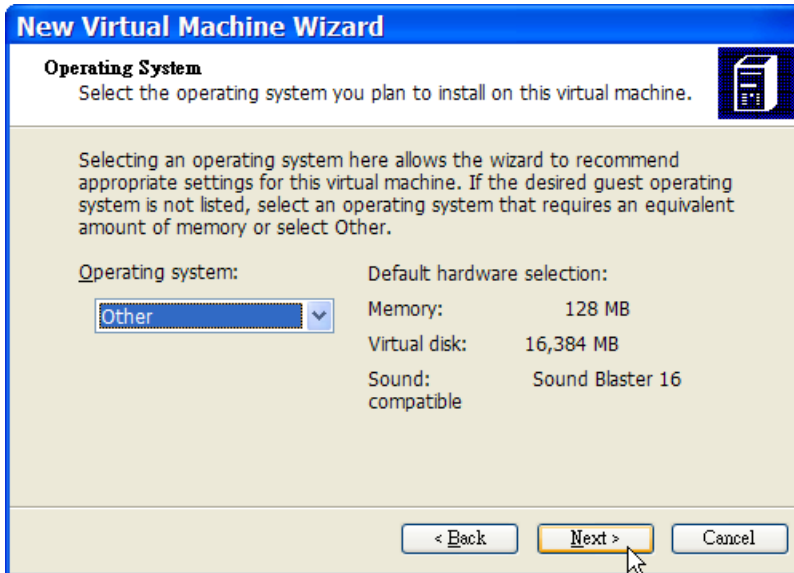 New Virtual Machine Wizard
Operating System
Select the operating system you plan to install on this virtual machine.
Selecting an operating system here allows the wizard to recommend
appropriate settings for this virtual machine. If the desired guest operating
system is not listed, select an operating system that requires an equivalent
amount of memory or select Other.
Operating system:
Other
Default hardware selection:
Memory: 128 MB
Virtual disk: 16,384 MB
Sound: Sound Blaster 16
compatible
< Back Next > Cancel